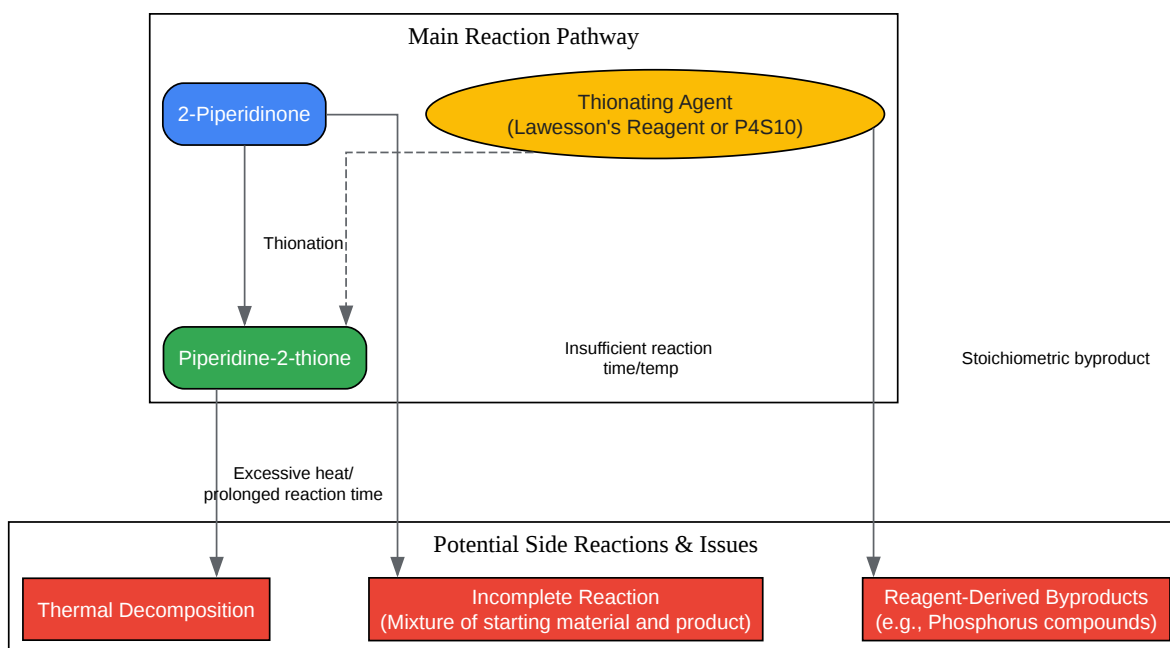 Main Reaction Pathway
2-Piperidinone
Thionating Agent
(Lawesson's Reagent or P4S10)
Thionation
Piperidine-2-thione
Insufficient reaction
time/temp
Stoichiometric byproduct
Excessive heat/
prolonged reaction time
Potential Side Reactions & Issues
Thermal Decomposition
Incomplete Reaction
(Mixture of starting material and product)
Reagent-Derived Byproducts
(e.g., Phosphorus compounds)